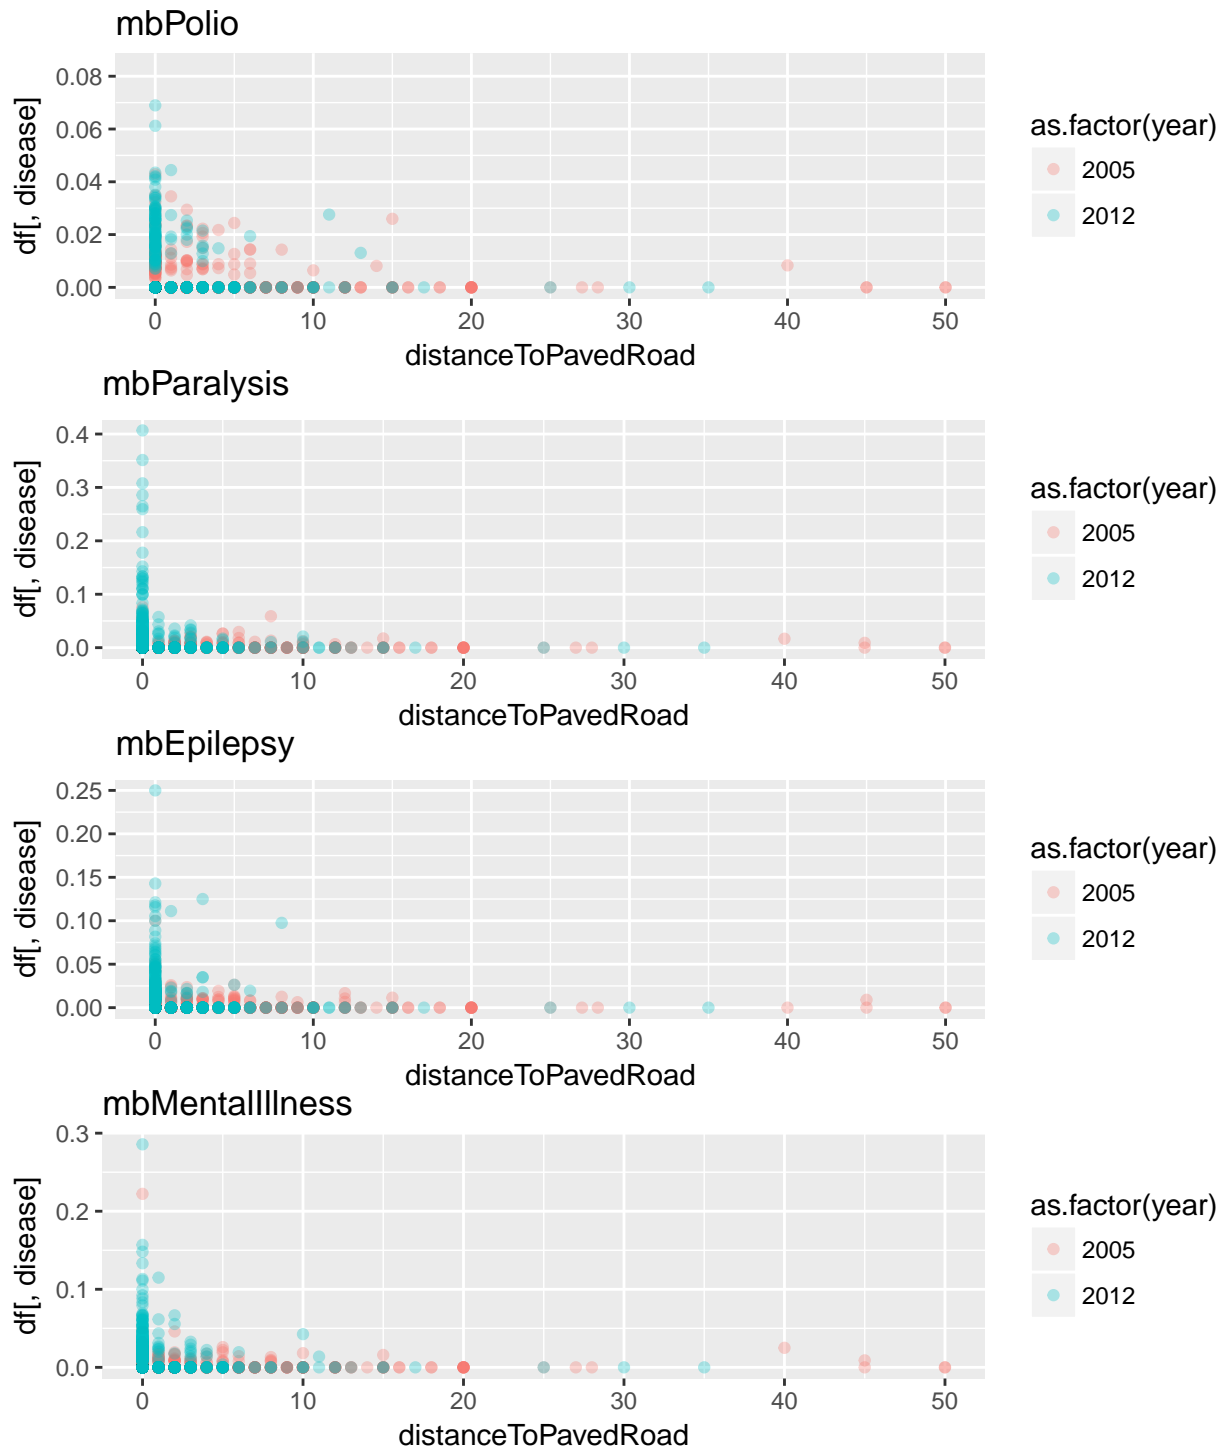 mbPolio
df[, disease]
0.08
0.06
0.04
0.02
0.00
0 10 20 30 40 50
distanceToPavedRoad
as.factor(year)
2005
2012
mbParalysis
df[, disease]
0.4
0.3
0.2
0.1
0.0
0 10 20 30 40 50
distanceToPavedRoad
as.factor(year)
2005
2012
mbEpilepsy
df[, disease]
0.25
0.20
0.15
0.10
0.05
0.00
0 10 20 30 40 50
distanceToPavedRoad
as.factor(year)
2005
2012
mbMentalIllness
df[, disease]
0.3
0.2
0.1
0.0
0 10 20 30 40 50
distanceToPavedRoad
as.factor(year)
2005
2012